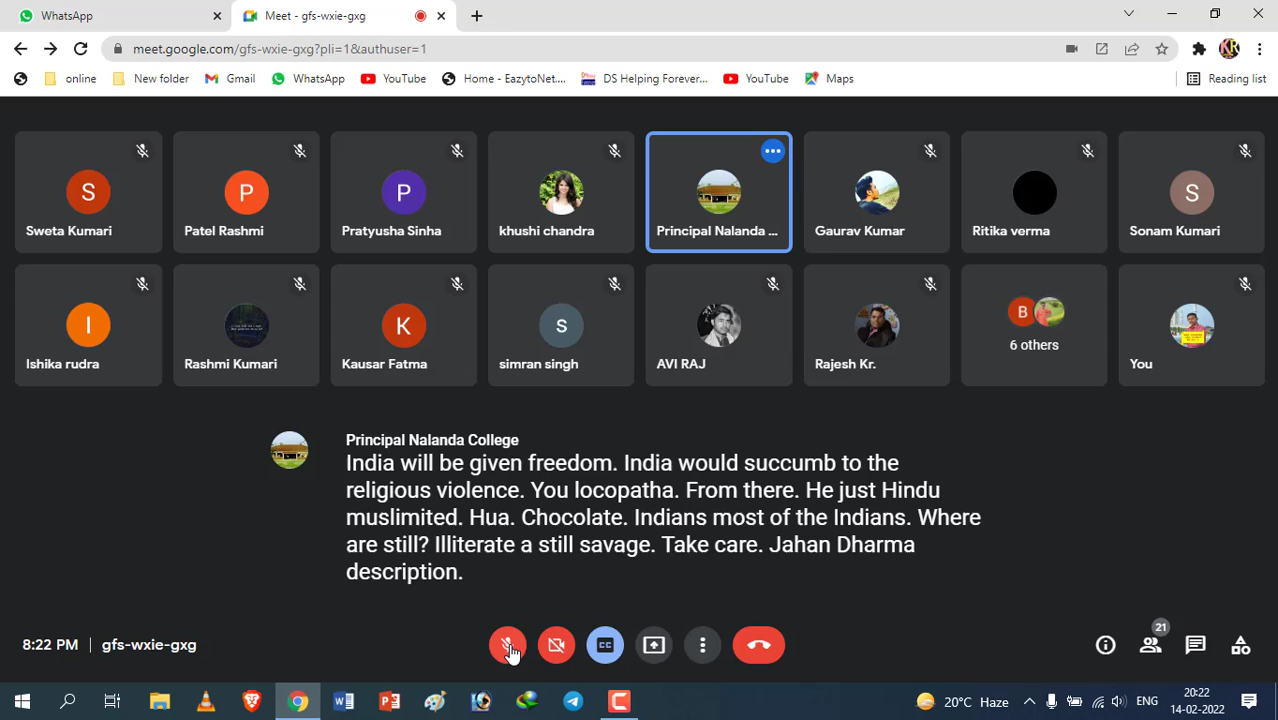 WhatsApp
Meet - gfs-wxie-gxg
meet.google.com/gfs-wxie-gxg?pli=1&authuser=1
online
New folder
Gmail
WhatsApp
YouTube
Home - EazytoNet...
DS Helping Forever...
YouTube
Maps
Reading list
S
P
P
S
Sweta Kumari
Patel Rashmi
Pratyusha Sinha
khushi chandra
Principal Nalanda ...
Gaurav Kumar
Ritika verma
Sonam Kumari
I
K
s
B
6 others
Ishika rudra
Rashmi Kumari
Kausar Fatma
simran singh
AVI RAJ
Rajesh Kr.
You
Principal Nalanda College
India will be given freedom. India would succumb to the
religious violence. You locopatha. From there. He just Hindu
muslimited. Hua. Chocolate. Indians most of the Indians. Where
are still? Illiterate a still savage. Take care. Jahan Dharma
description.
8:22 PM | gfs-wxie-gxg
CC
21
20°C Haze
ENG
20:22
14-02-2022